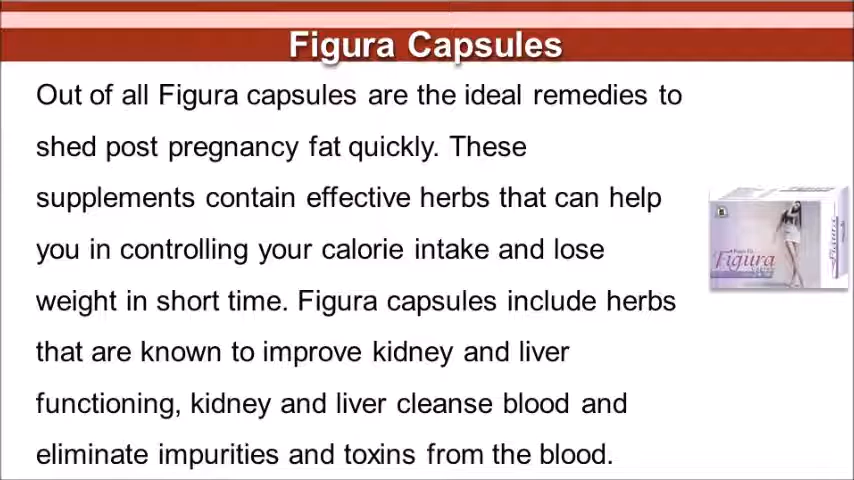 Figura Capsules
Out of all Figura capsules are the ideal remedies to
shed post pregnancy fat quickly. These
supplements contain effective herbs that can help
you in controlling your calorie intake and lose
weight in short time. Figura capsules include herbs
that are known to improve kidney and liver
functioning, kidney and liver cleanse blood and
eliminate impurities and toxins from the blood.
Figura
Figura